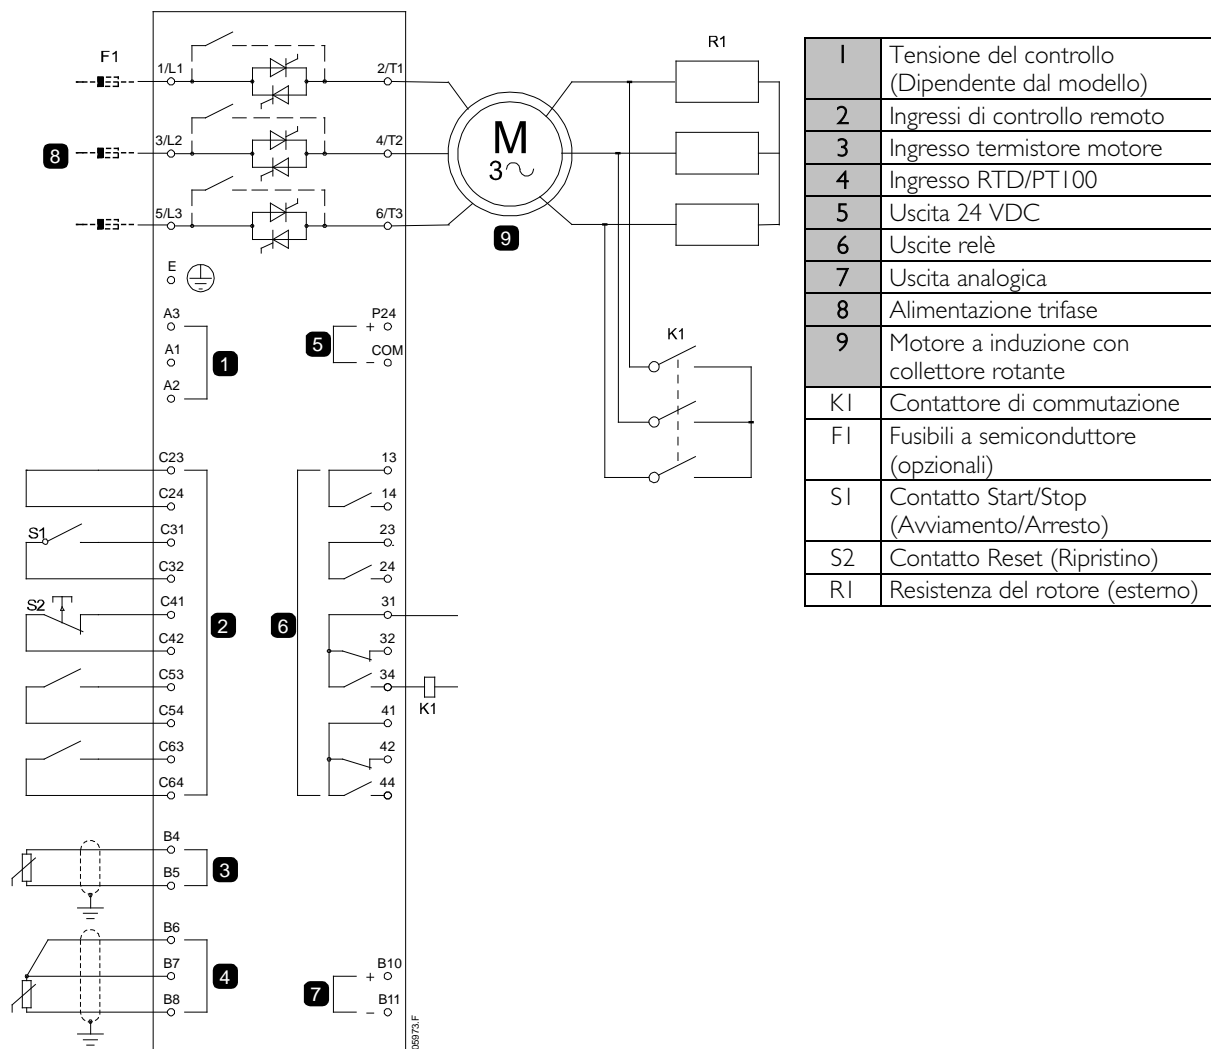 F1
1/L1
2/T1
3/L2
4/T2
5/L3
6/T3
8
M
3
9
R1
K1
E
A3
A1
A2
1
P24
+
COM
–
5
C23
C24
S1
C31
C32
S2
C41
C42
C53
C54
C63
C64
2
13
14
23
24
31
32
34
K1
41
42
44
6
B4
B5
3
B6
B7
B8
4
B10
+
B11
–
7
05973.F
1 Tensione del controllo
(Dipendente dal modello)
2 Ingressi di controllo remoto
3 Ingresso termistore motore
4 Ingresso RTD/PT100
5 Uscita 24 VDC
6 Uscite relè
7 Uscita analogica
8 Alimentazione trifase
9 Motore a induzione con
collettore rotante
K1 Contattore di commutazione
F1 Fusibili a semiconduttore
(opzionali)
S1 Contatto Start/Stop
(Avviamento/Arresto)
S2 Contatto Reset (Ripristino)
R1 Resistenza del rotore (esterno)